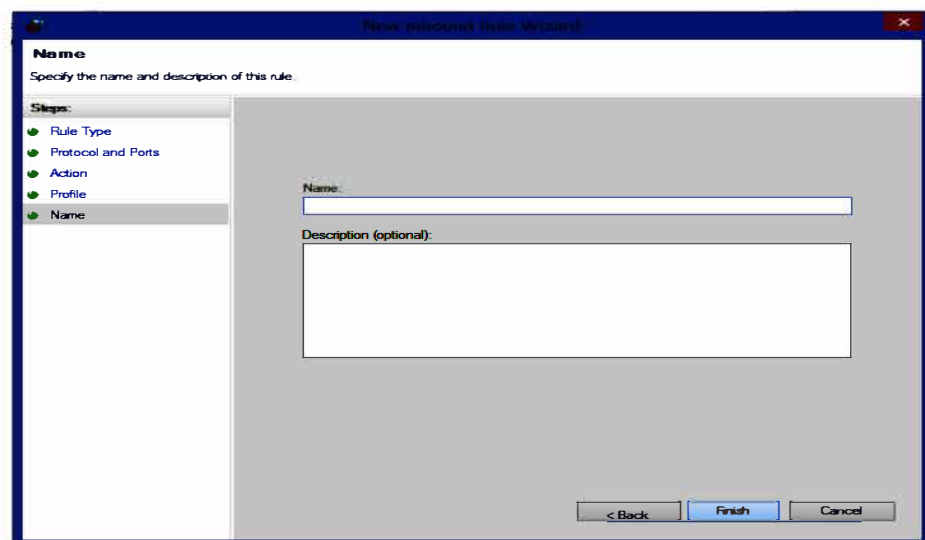 New Inbound Rule Wizard
Name
Specify the name and description of this rule.
Steps:
Rule Type
Protocol and Ports
Action
Profile
Name
Name:
Description (optional):
< Back
Finish
Cancel